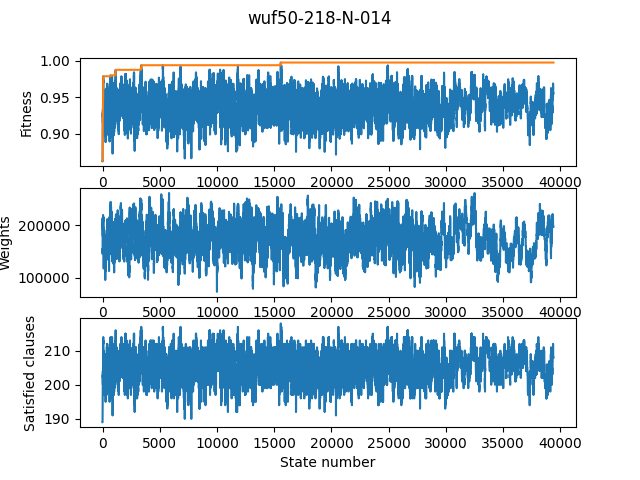 wuf50-218-N-014
1.00
0.95
0.90
Fitness
0 5000 10000 15000 20000 25000 30000 35000 40000
200000
100000
Weights
0 5000 10000 15000 20000 25000 30000 35000 40000
210
200
190
Satisfied clauses
0 5000 10000 15000 20000 25000 30000 35000 40000
State number